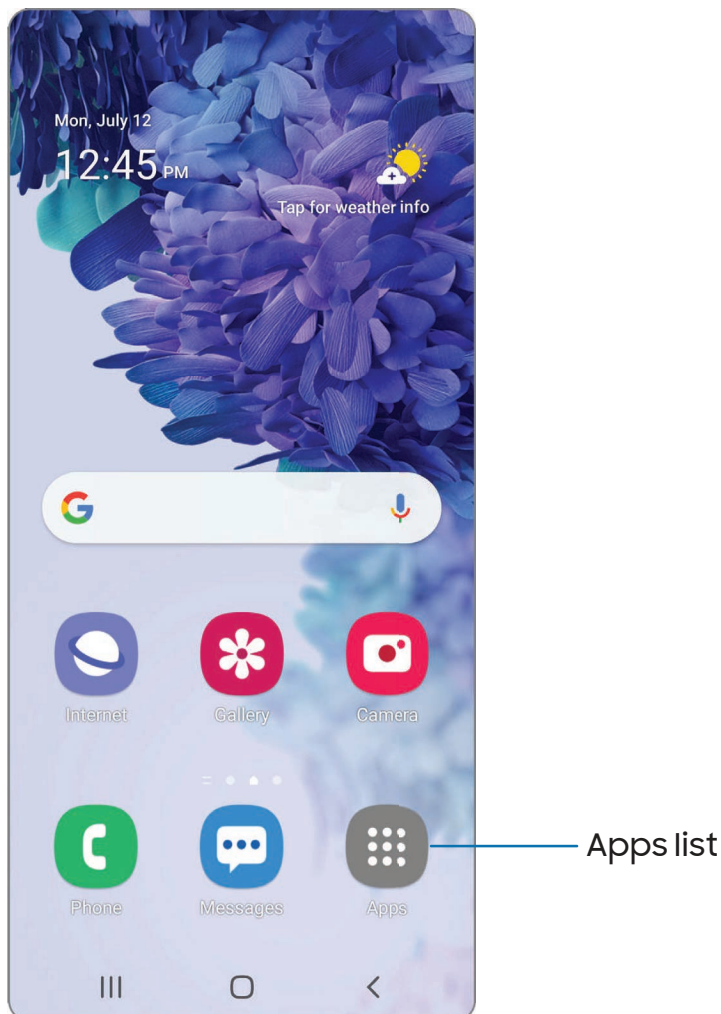 Mon, July 12
12:45 PM
Tap for weather info
G
Internet Gallery Camera
Phone Messages Apps
Apps list